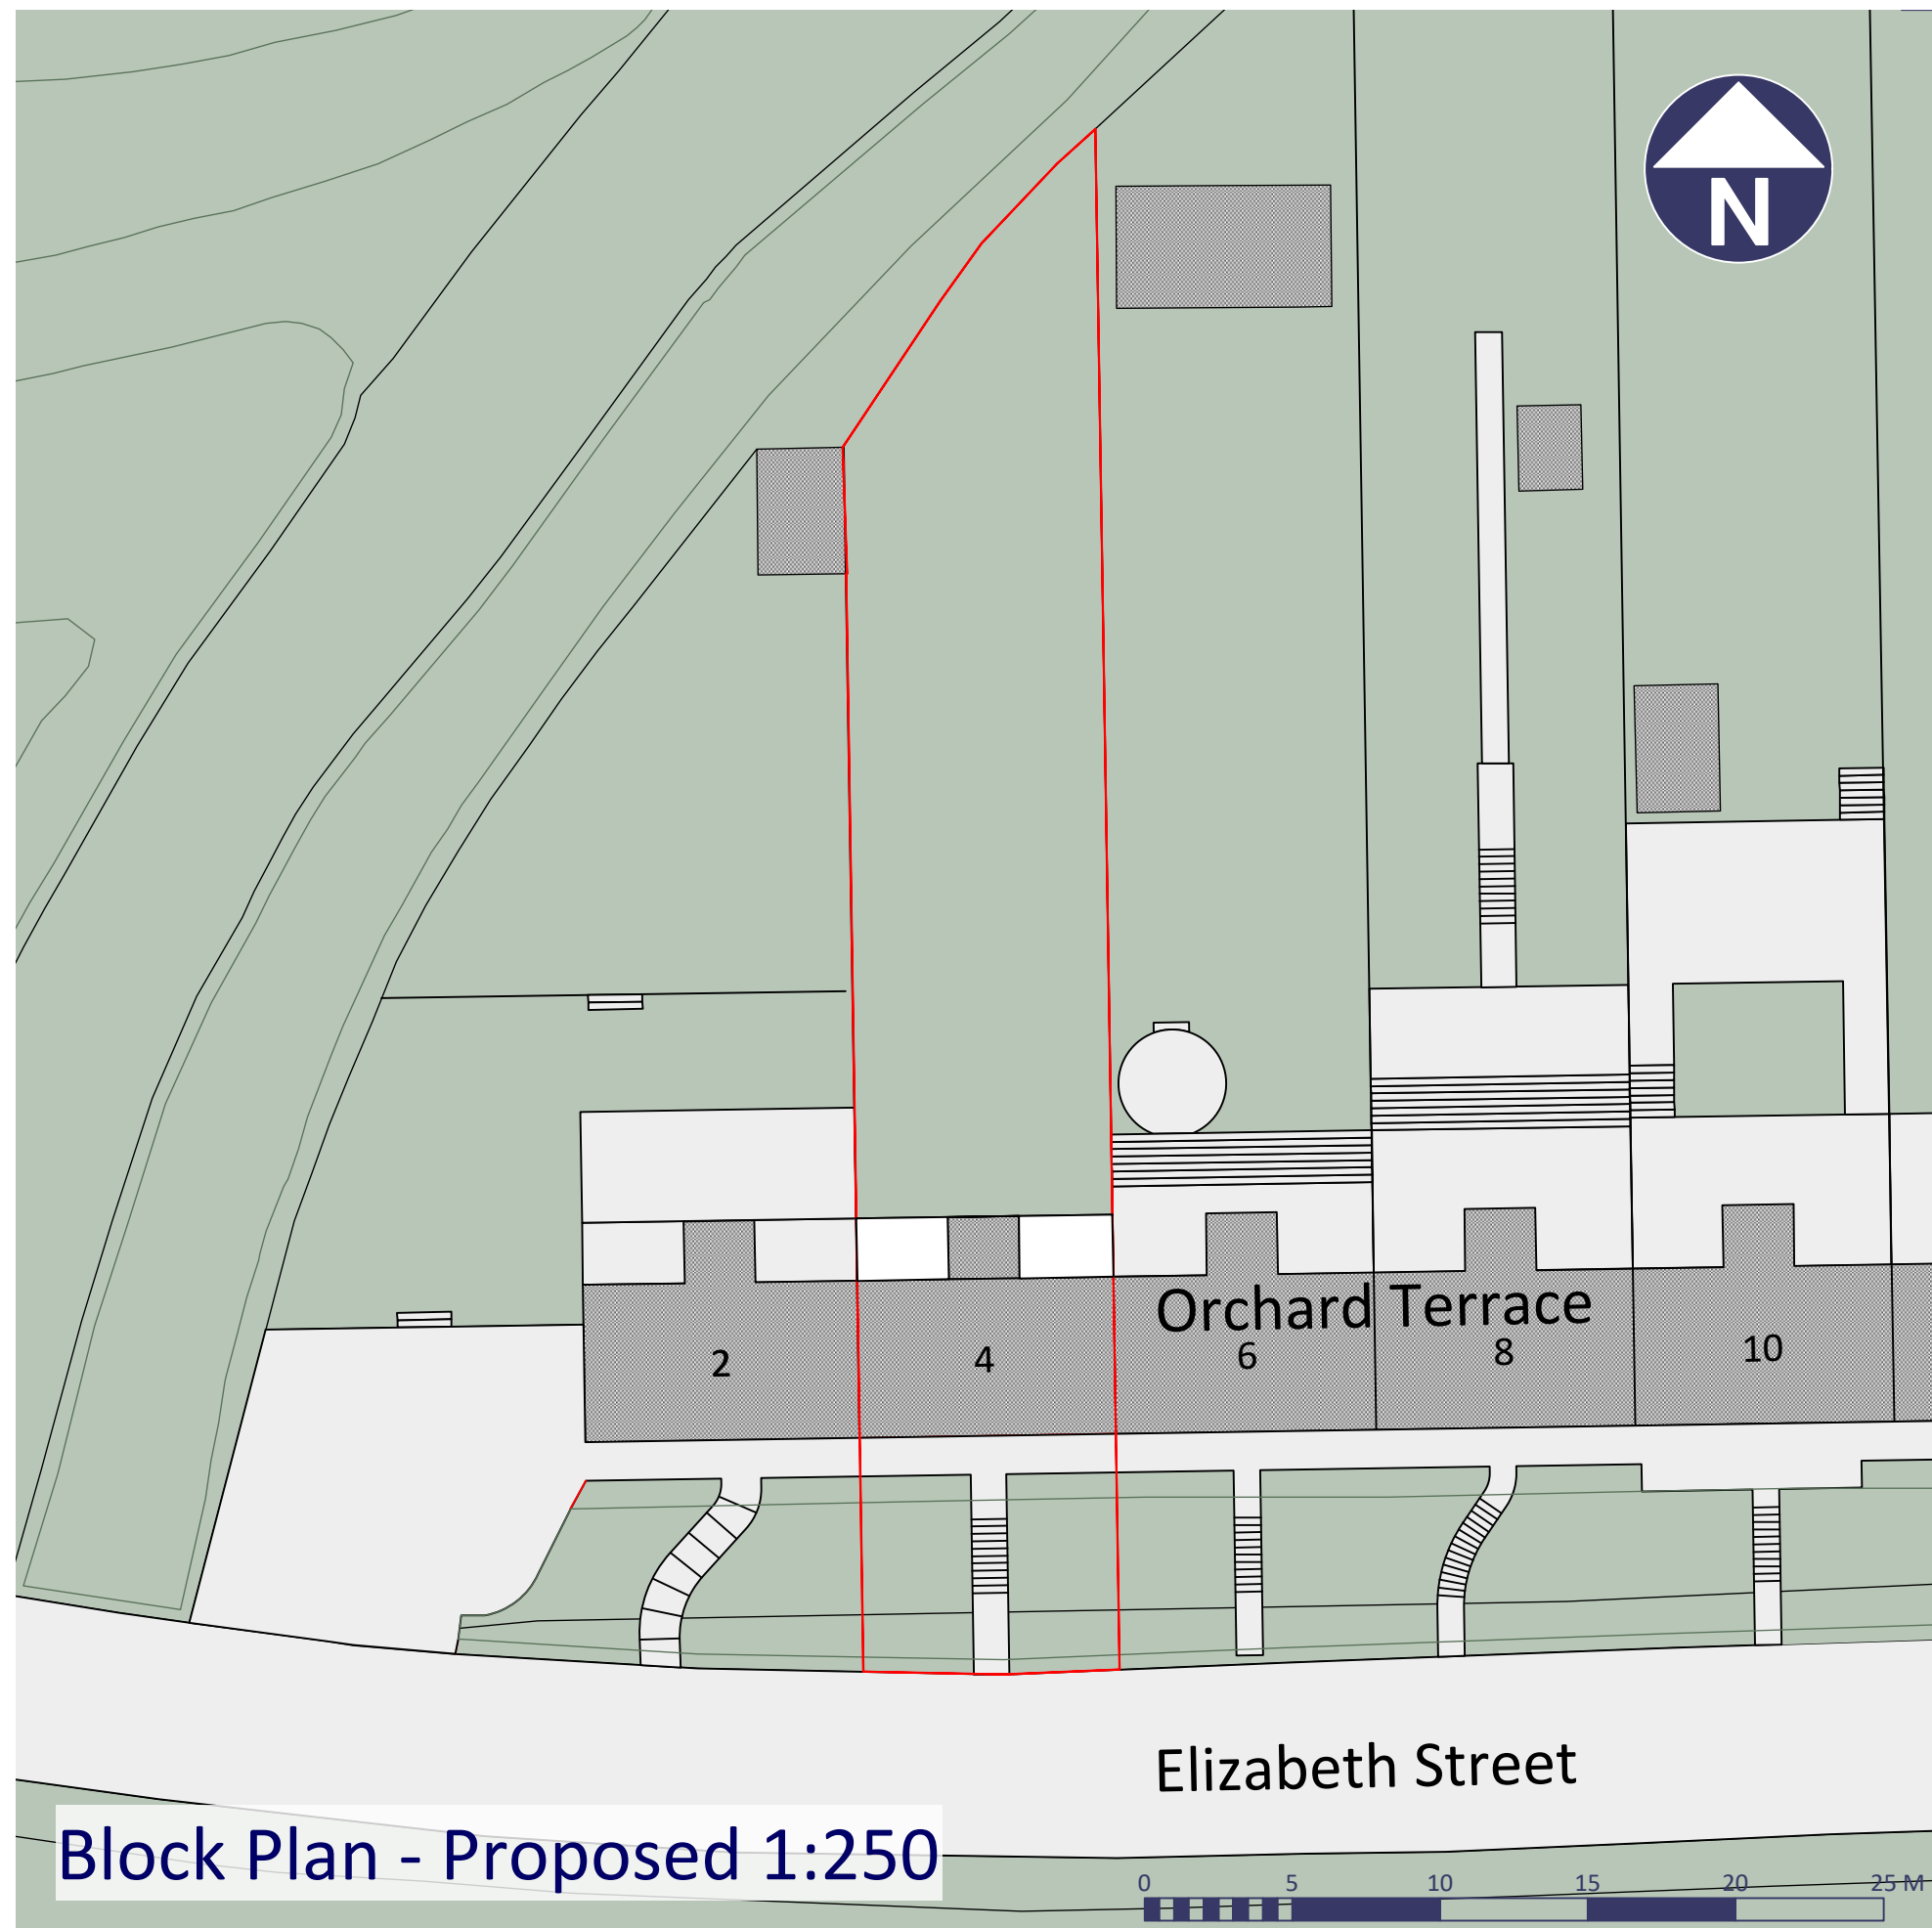 N
Orchard Terrace
2
4
6
8
10
Elizabeth Street
Block Plan - Proposed 1:250
0 5 10 15 20 25 M